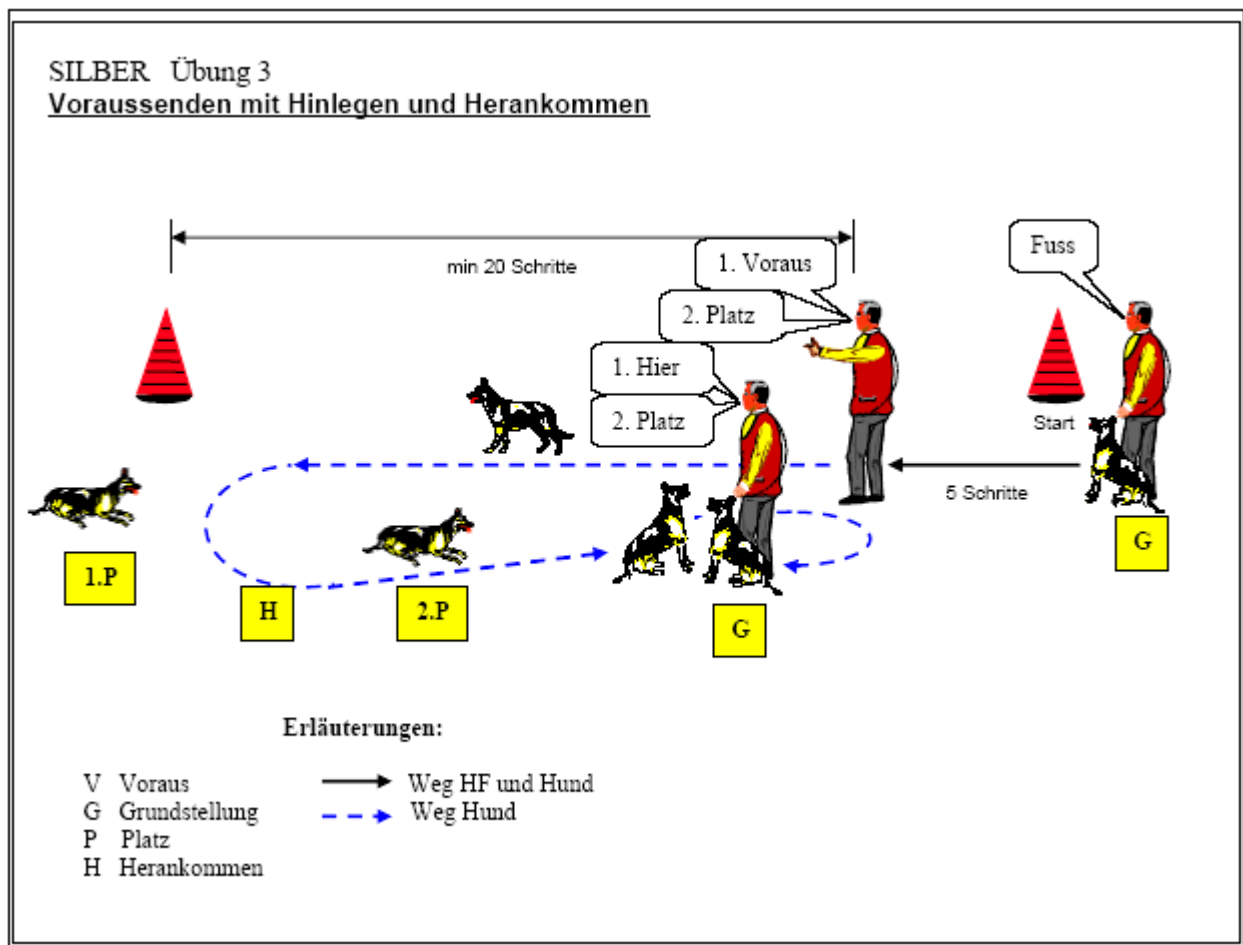 SILBER Übung 3
Voraussenden mit Hinlegen und Herankommen
min 20 Schritte
1. Voraus
2. Platz
Fuss
1. Hier
2. Platz
Start
5 Schritte
1.P
H
2.P
G
G
Erläuterungen:
V Voraus
G Grundstellung
P Platz
H Herankommen
Weg HF und Hund
Weg Hund